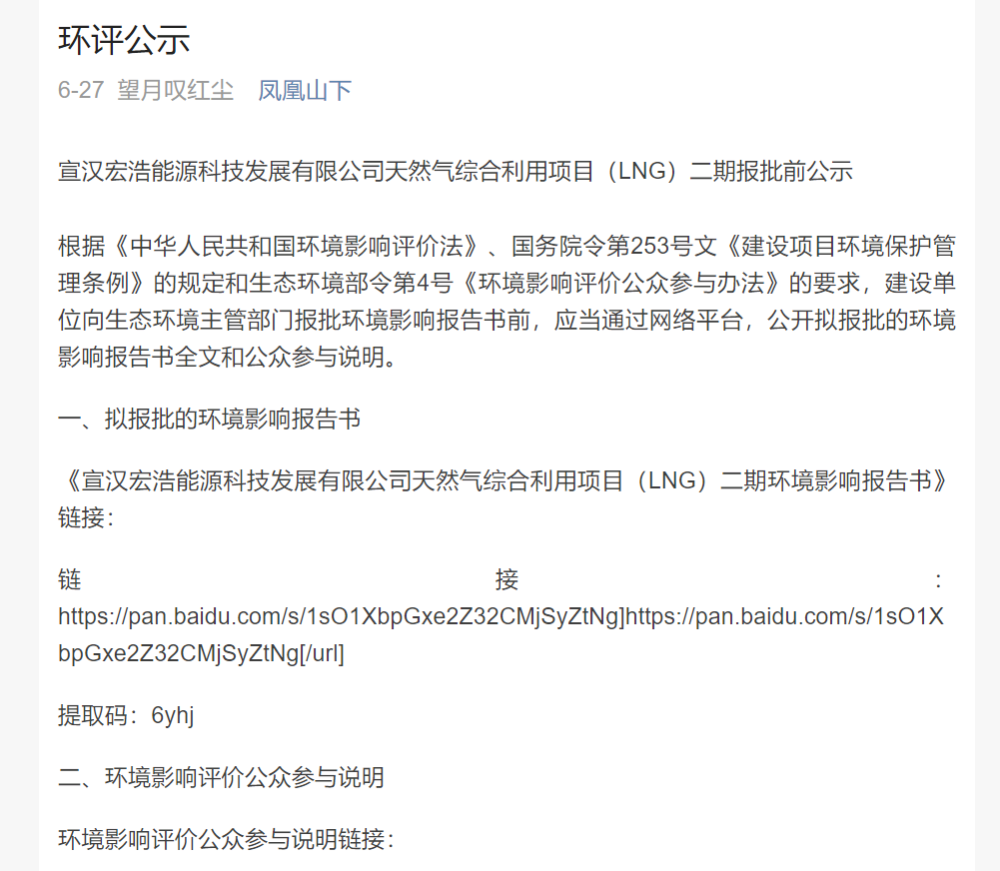 环评公示
6-27 望月叹红尘 凤凰山下
宣汉宏浩能源科技发展有限公司天然气综合利用项目（LNG）二期报批前公示
根据《中华人民共和国环境影响评价法》、国务院令第253号文《建设项目环境保护管
理条例》的规定和生态环境部令第4号《环境影响评价公众参与办法》的要求，建设单
位向生态环境主管部门报批环境影响报告书前，应当通过网络平台，公开拟报批的环境
影响报告书全文和公众参与说明。
一、拟报批的环境影响报告书
《宣汉宏浩能源科技发展有限公司天然气综合利用项目（LNG）二期环境影响报告书》
链接：
链 接 ：
https://pan.baidu.com/s/1sO1XbpGxe2Z32CMjSyZtNg]https://pan.baidu.com/s/1sO1X
bpGxe2Z32CMjSyZtNg[/url]
提取码：6yhj
二、环境影响评价公众参与说明
环境影响评价公众参与说明链接：